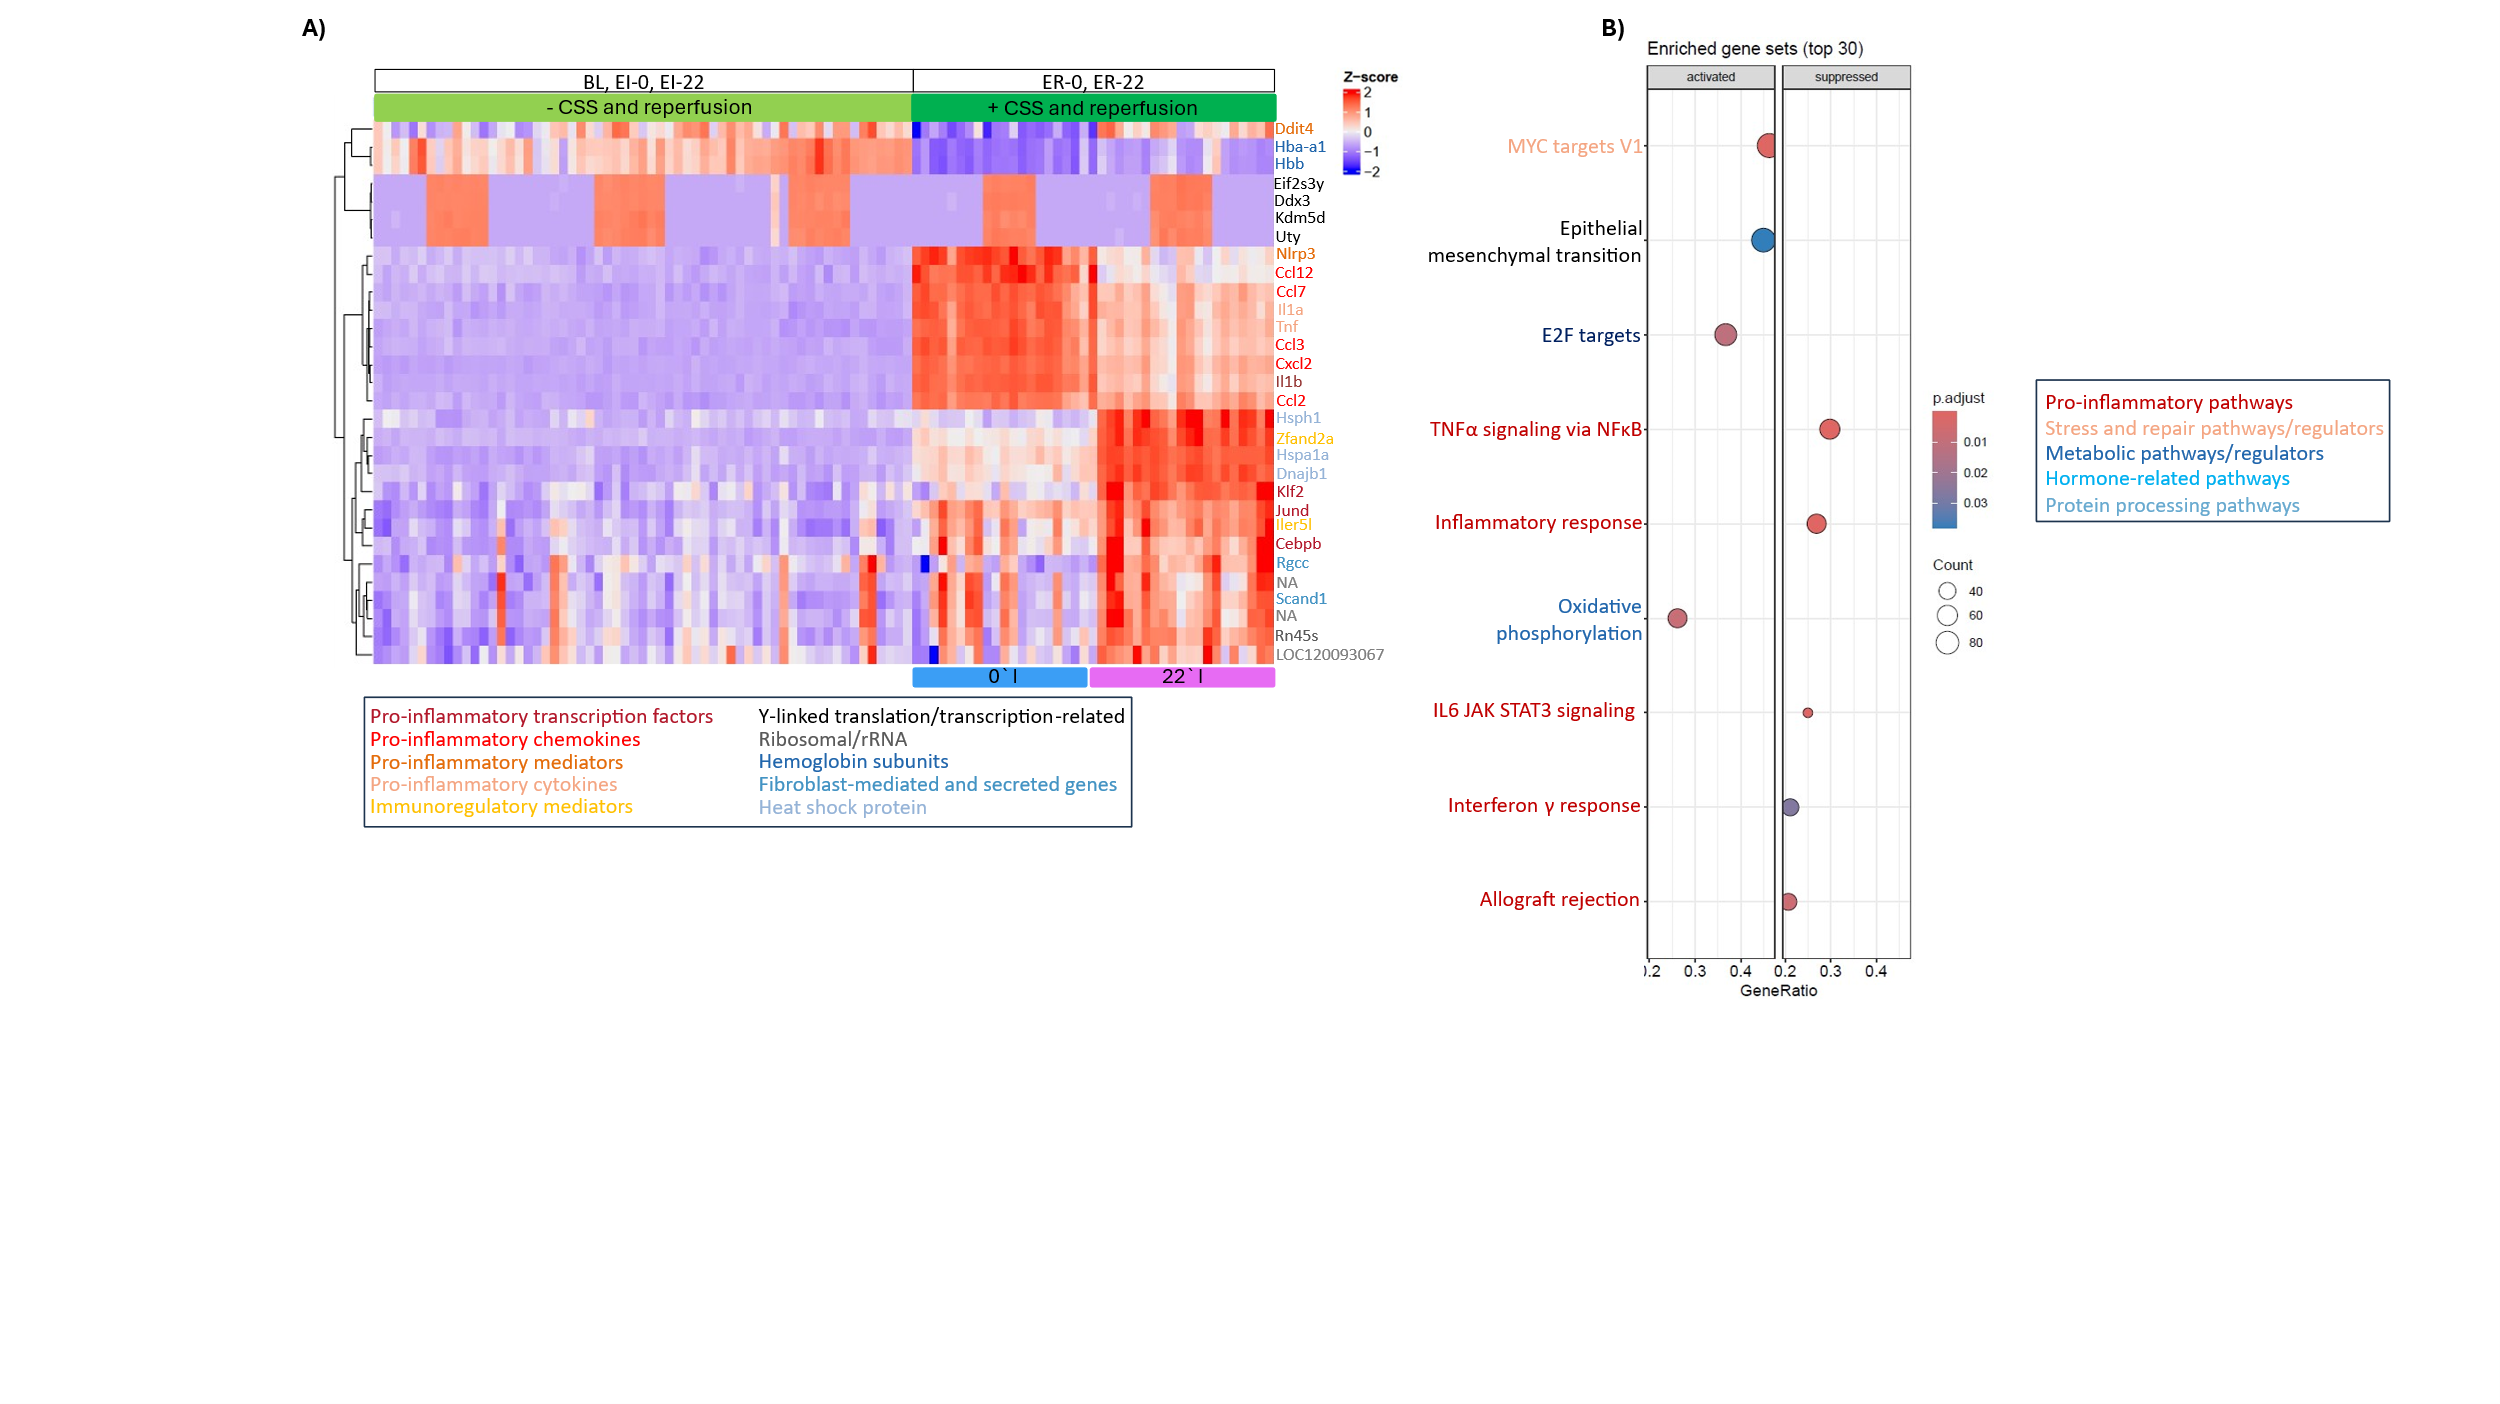 A)
BL, EI-0, EI-22
ER-0, ER-22
- CSS and reperfusion
+ CSS and reperfusion
Z-score
2
1
0
−1
−2
Ddit4
Hba-a1
Hbb
Eif2s3y
Ddx3
Kdm5d
Uty
Nlrp3
Ccl12
Ccl7
Il1a
Tnf
Ccl3
Cxcl2
Il1b
Ccl2
Hsph1
Zfand2a
Hspa1a
Dnajb1
Klf2
Jund
Iler5l
Cebpb
Rgcc
NA
Scand1
NA
Rn45s
LOC120093067
0`I
22`I
Pro-inflammatory transcription factors
Pro-inflammatory chemokines
Pro-inflammatory mediators
Pro-inflammatory cytokines
Immunoregulatory mediators
Y-linked translation/transcription-related
Ribosomal/rRNA
Hemoglobin subunits
Fibroblast-mediated and secreted genes
Heat shock protein
B)
Enriched gene sets (top 30)
activated
suppressed
MYC targets V1
Epithelial
mesenchymal transition
E2F targets
TNFα signaling via NFκB
Inflammatory response
Oxidative
phosphorylation
IL6 JAK STAT3 signaling
Interferon γ response
Allograft rejection
0.2 0.3 0.4 0.2 0.3 0.4
GeneRatio
p.adjust
0.01
0.02
0.03
Count
40
60
80
Pro-inflammatory pathways
Stress and repair pathways/regulators
Metabolic pathways/regulators
Hormone-related pathways
Protein processing pathways